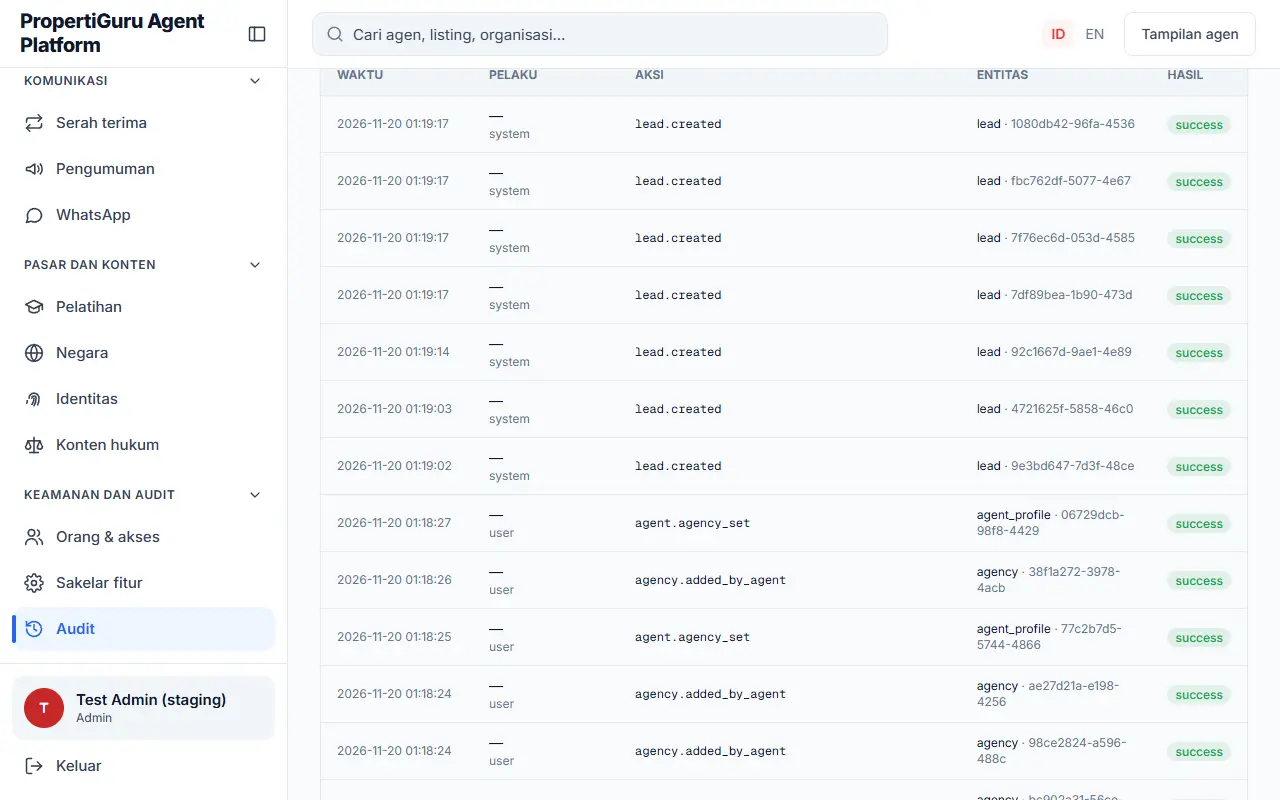 PropertiGuru Agent
Platform
Cari agen, listing, organisasi...
ID
EN
Tampilan agen
KOMUNIKASI
Serah terima
Pengumuman
WhatsApp
PASAR DAN KONTEN
Pelatihan
Negara
Identitas
Konten hukum
KEAMANAN DAN AUDIT
Orang & akses
Sakelar fitur
Audit
T
Test Admin (staging)
Admin
Keluar
WAKTU PELAKU AKSI ENTITAS HASIL
2026-11-20 01:19:17 — lead.created lead · 1080db42-96fa-4536 success
system
2026-11-20 01:19:17 — lead.created lead · fbc762df-5077-4e67 success
system
2026-11-20 01:19:17 — lead.created lead · 7f76ec6d-053d-4585 success
system
2026-11-20 01:19:17 — lead.created lead · 7df89bea-1b90-473d success
system
2026-11-20 01:19:14 — lead.created lead · 92c1667d-9ae1-4e89 success
system
2026-11-20 01:19:03 — lead.created lead · 4721625f-5858-46c0 success
system
2026-11-20 01:19:02 — lead.created lead · 9e3bd647-7d3f-48ce success
system
2026-11-20 01:18:27 — agent.agency_set agent_profile · 06729dcb- success
user 98f8-4429
2026-11-20 01:18:26 — agency.added_by_agent agency · 38f1a272-3978- success
user 4acb
2026-11-20 01:18:25 — agent.agency_set agent_profile · 77c2b7d5- success
user 5744-4866
2026-11-20 01:18:24 — agency.added_by_agent agency · ae27d21a-e198- success
user 4256
2026-11-20 01:18:24 — agency.added_by_agent agency · 98ce2824-a596- success
user 488c